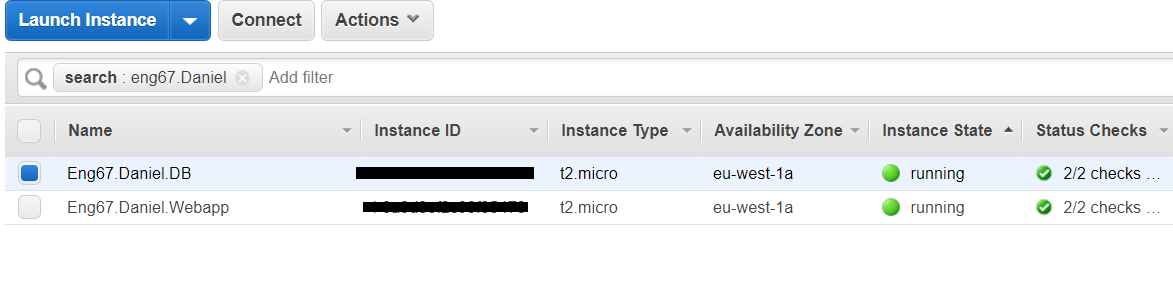 Launch Instance Connect Actions
search : eng67.Daniel Add filter
Name Instance ID Instance Type Availability Zone Instance State Status Checks
Eng67.Daniel.DB t2.micro eu-west-1a running 2/2 checks …
Eng67.Daniel.Webapp t2.micro eu-west-1a running 2/2 checks …